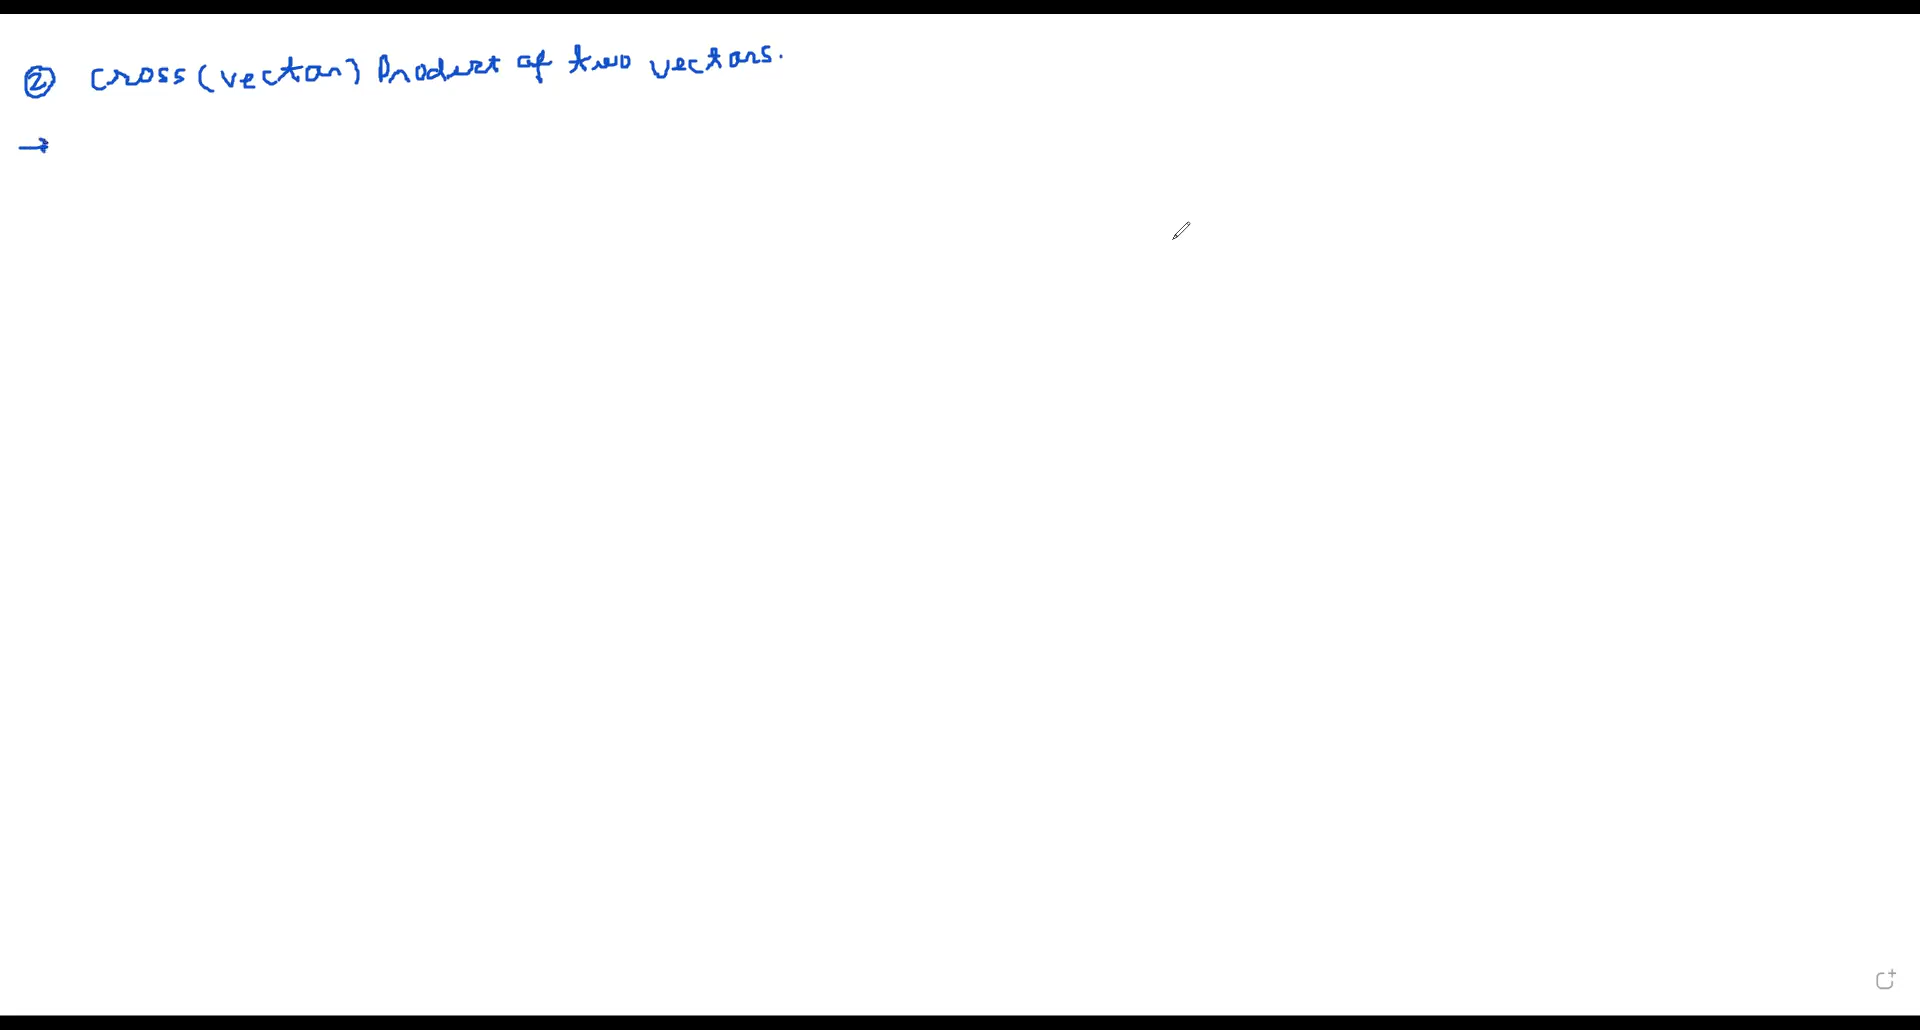 ② Cross (vector) Product of two vectors.
→